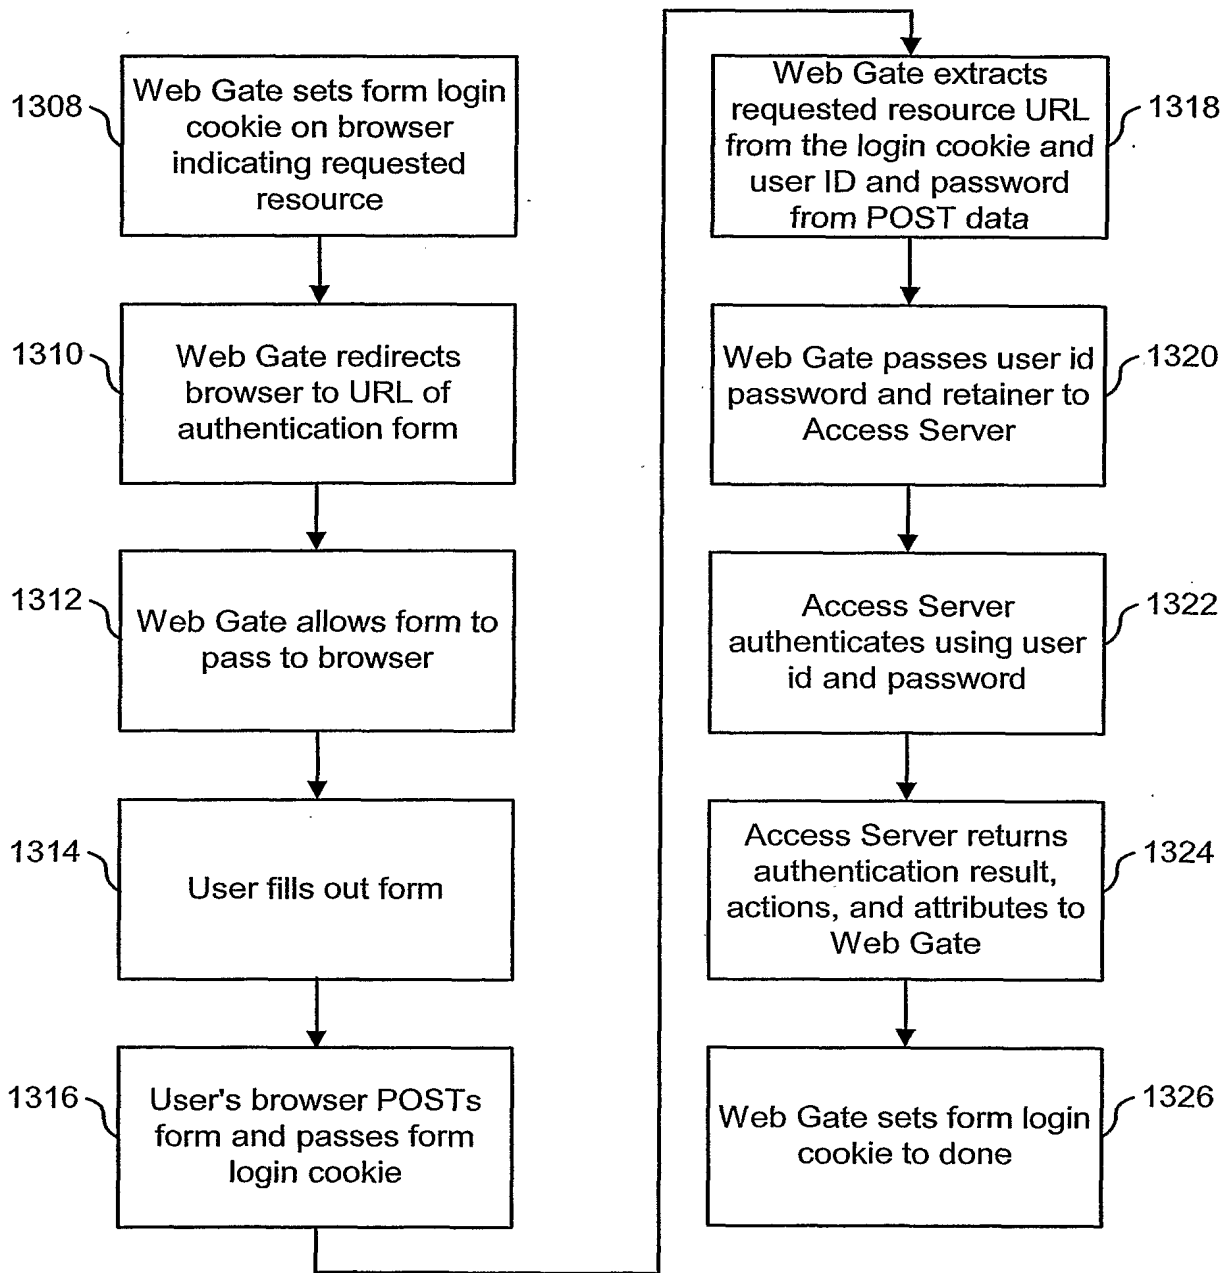 1308
Web Gate sets form login
cookie on browser
indicating requested
resource
1310
Web Gate redirects
browser to URL of
authentication form
1312
Web Gate allows form to
pass to browser
1314
User fills out form
1316
User's browser POSTs
form and passes form
login cookie
Web Gate extracts
requested resource URL
from the login cookie and
user ID and password
from POST data
1318
Web Gate passes user id
password and retainer to
Access Server
1320
Access Server
authenticates using user
id and password
1322
Access Server returns
authentication result,
actions, and attributes to
Web Gate
1324
Web Gate sets form login
cookie to done
1326